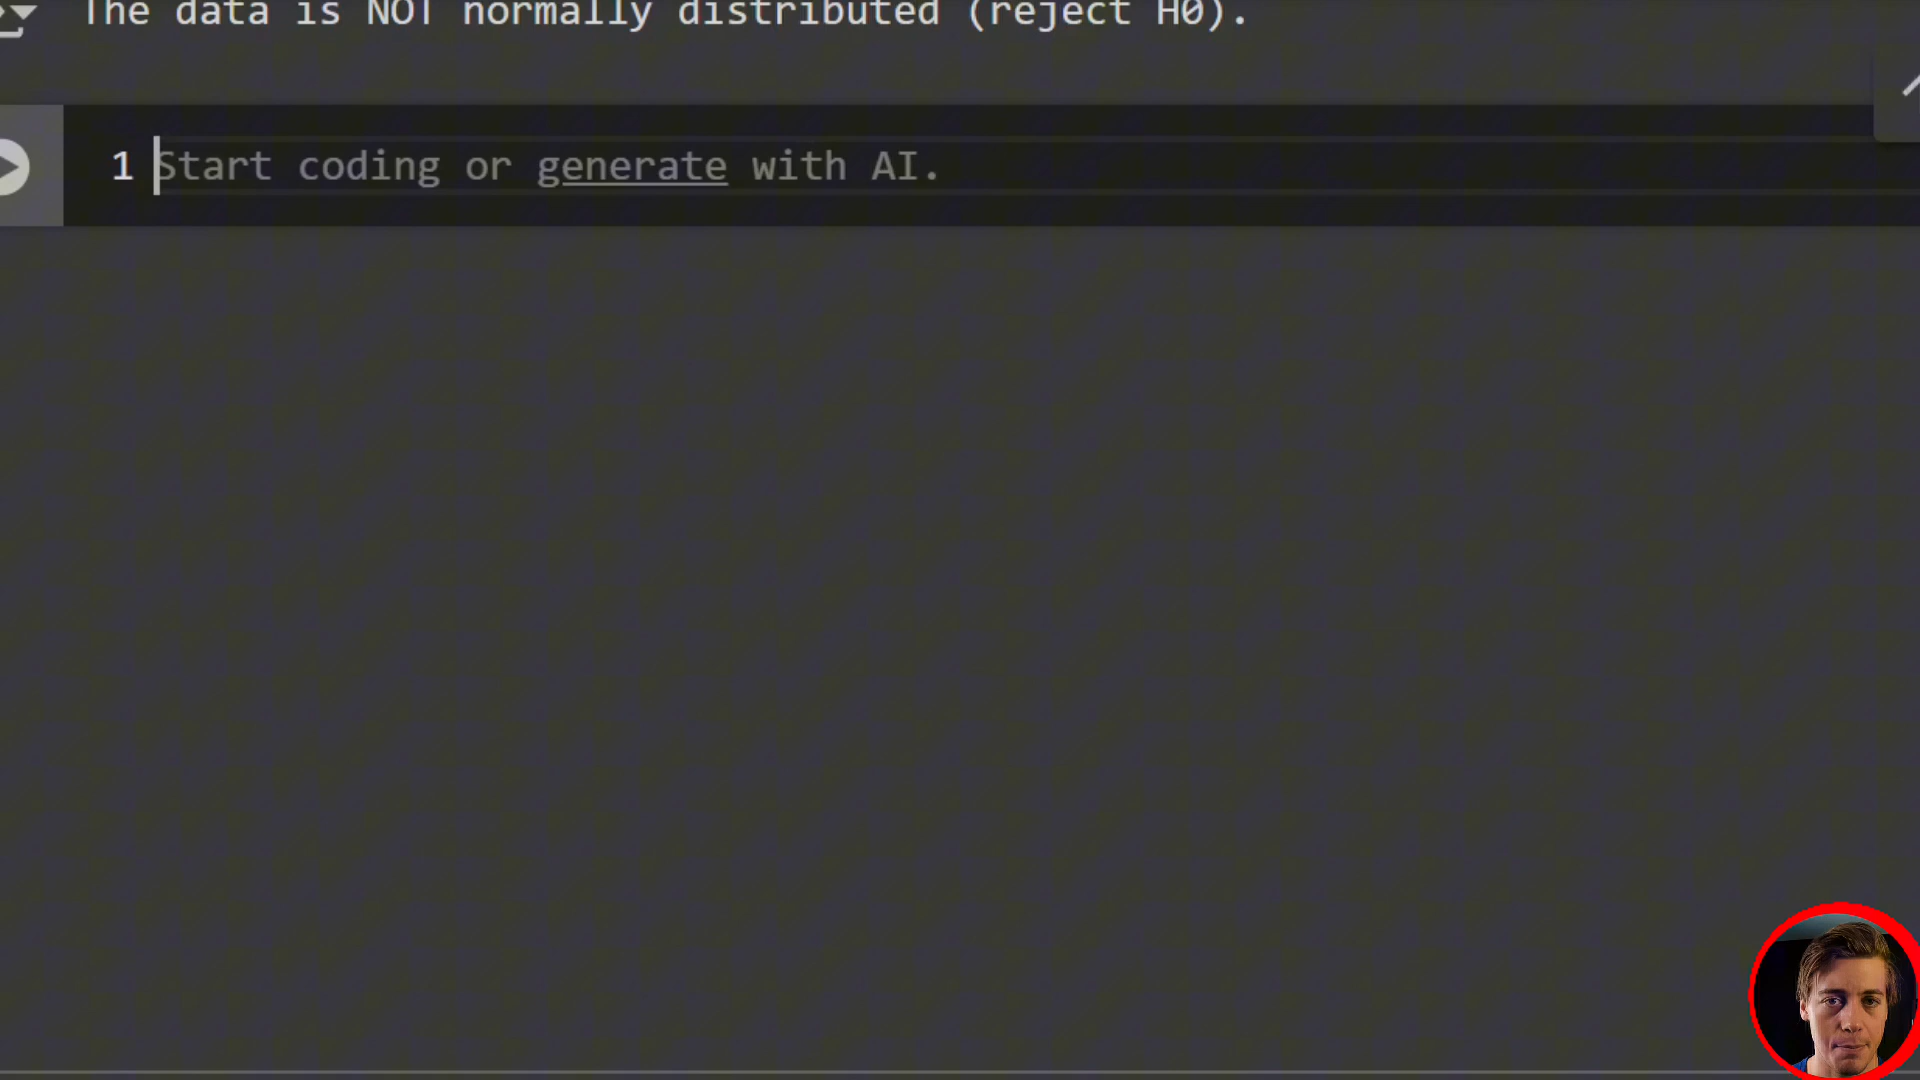 The data is NOT normally distributed (reject H0).
1 Start coding or generate with AI.